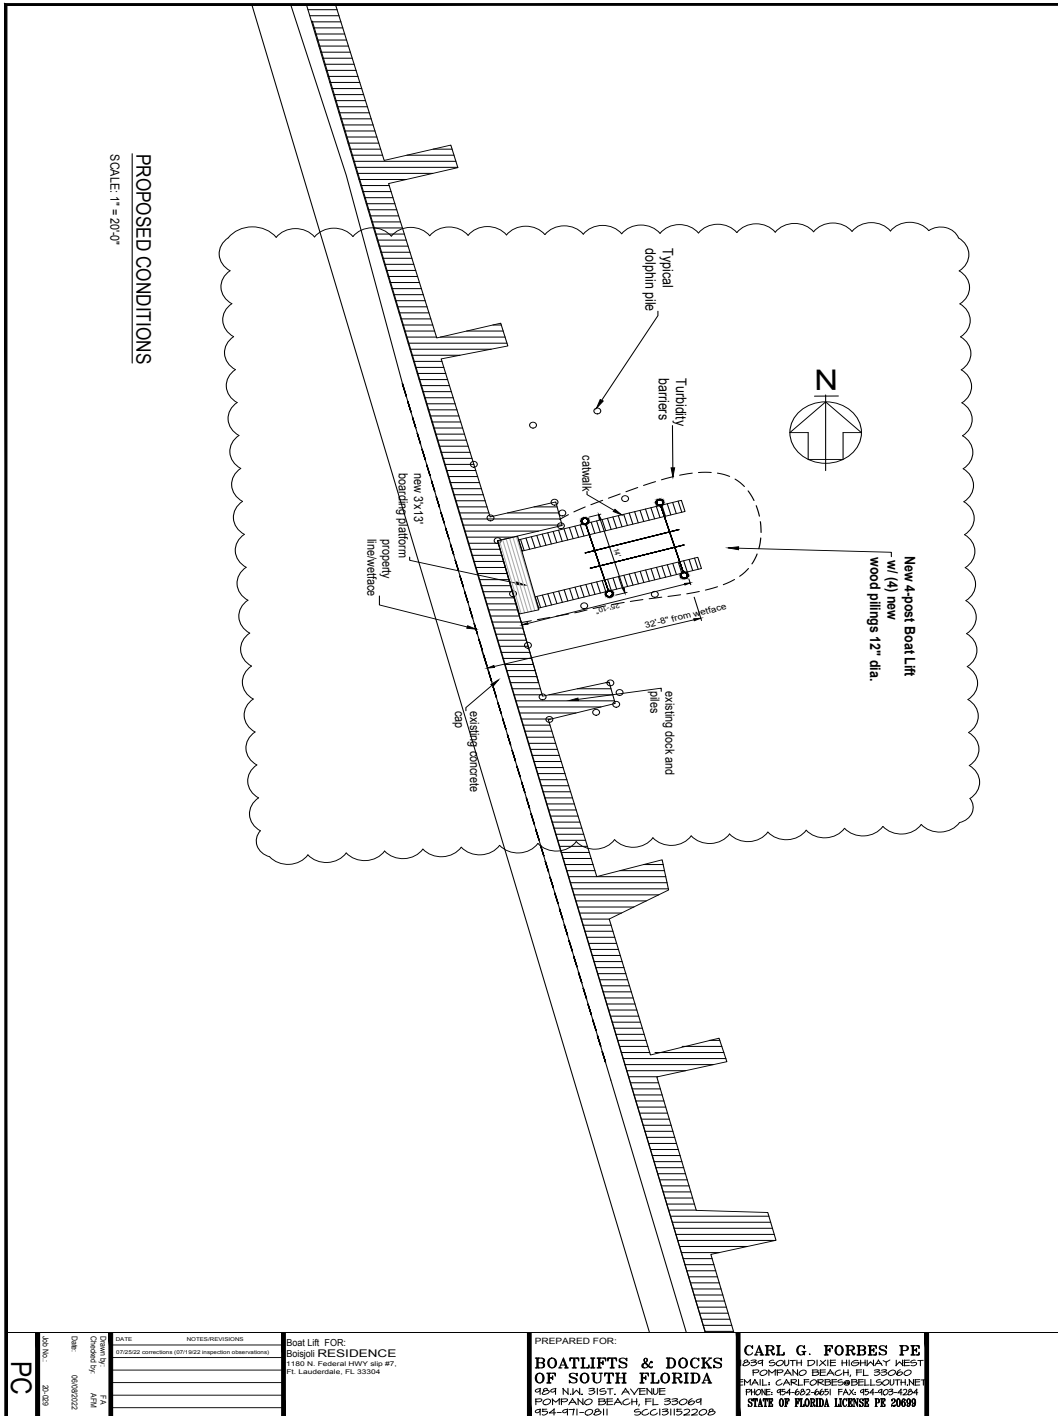 PROPOSED CONDITIONS
SCALE: 1" = 20'-0"
Typical
dolphin pile
Turbidity
barriers
N
catwalk
New 4-post Boat Lift
w/ (4) new
wood pilings 12" dia.
new 3'x13'
boarding platform
property
line/wetface
14'
25'-10"
32'-8" from wetface
existing dock and
piles
existing concrete
cap
PC
Job No.: 20-029
Date: 06/08/2022
Drawn by: FA
Checked by: AFM
DATE NOTES/REVISIONS
07/25/22 corrections (07/19/22 inspection observations)
Boat Lift FOR:
Boisjoli RESIDENCE
1180 N. Federal HWY slip #7,
Ft. Lauderdale, FL 33304
PREPARED FOR:
BOATLIFTS & DOCKS
OF SOUTH FLORIDA
989 N.W. 31ST. AVENUE
POMPANO BEACH, FL 33069
954-971-0811 SCC131152208
CARL G. FORBES PE
1839 SOUTH DIXIE HIGHWAY WEST
POMPANO BEACH, FL 33060
EMAIL: CARLFORBES@BELLSOUTH.NET
PHONE: 954-682-6651 FAX: 954-903-4284
STATE OF FLORIDA LICENSE PE 20699